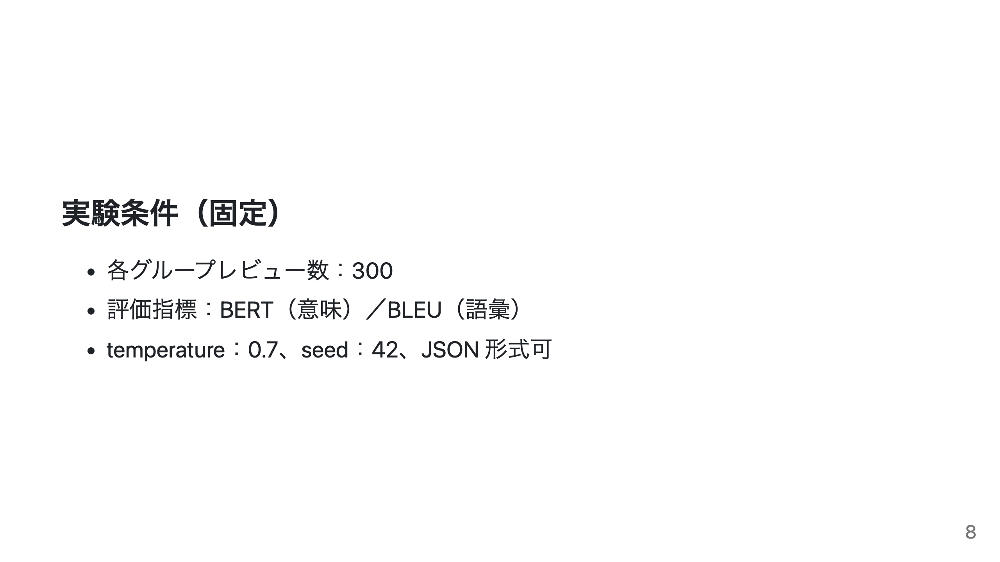 実験条件（固定）
各グループレビュー数：300
評価指標：BERT（意味）／BLEU（語彙）
temperature：0.7、seed：42、JSON 形式可
8